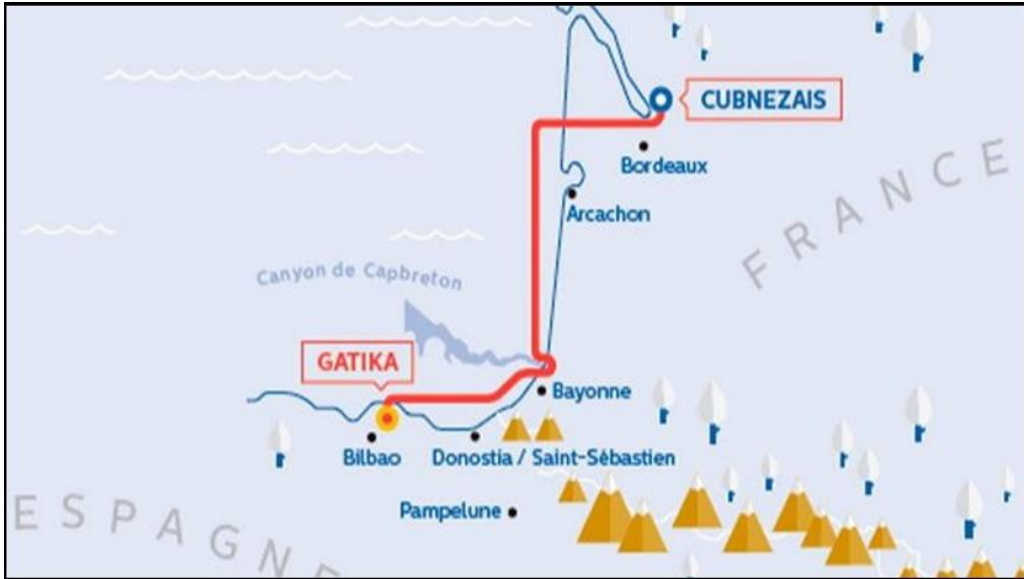 CUBNEZAIS
Bordeaux
Arcachon
FRANCE
Canyon de Capbreton
GATIKA
Bayonne
Bilbao
Donostia / Saint-Sébastien
Pampelune
ESPAGNE